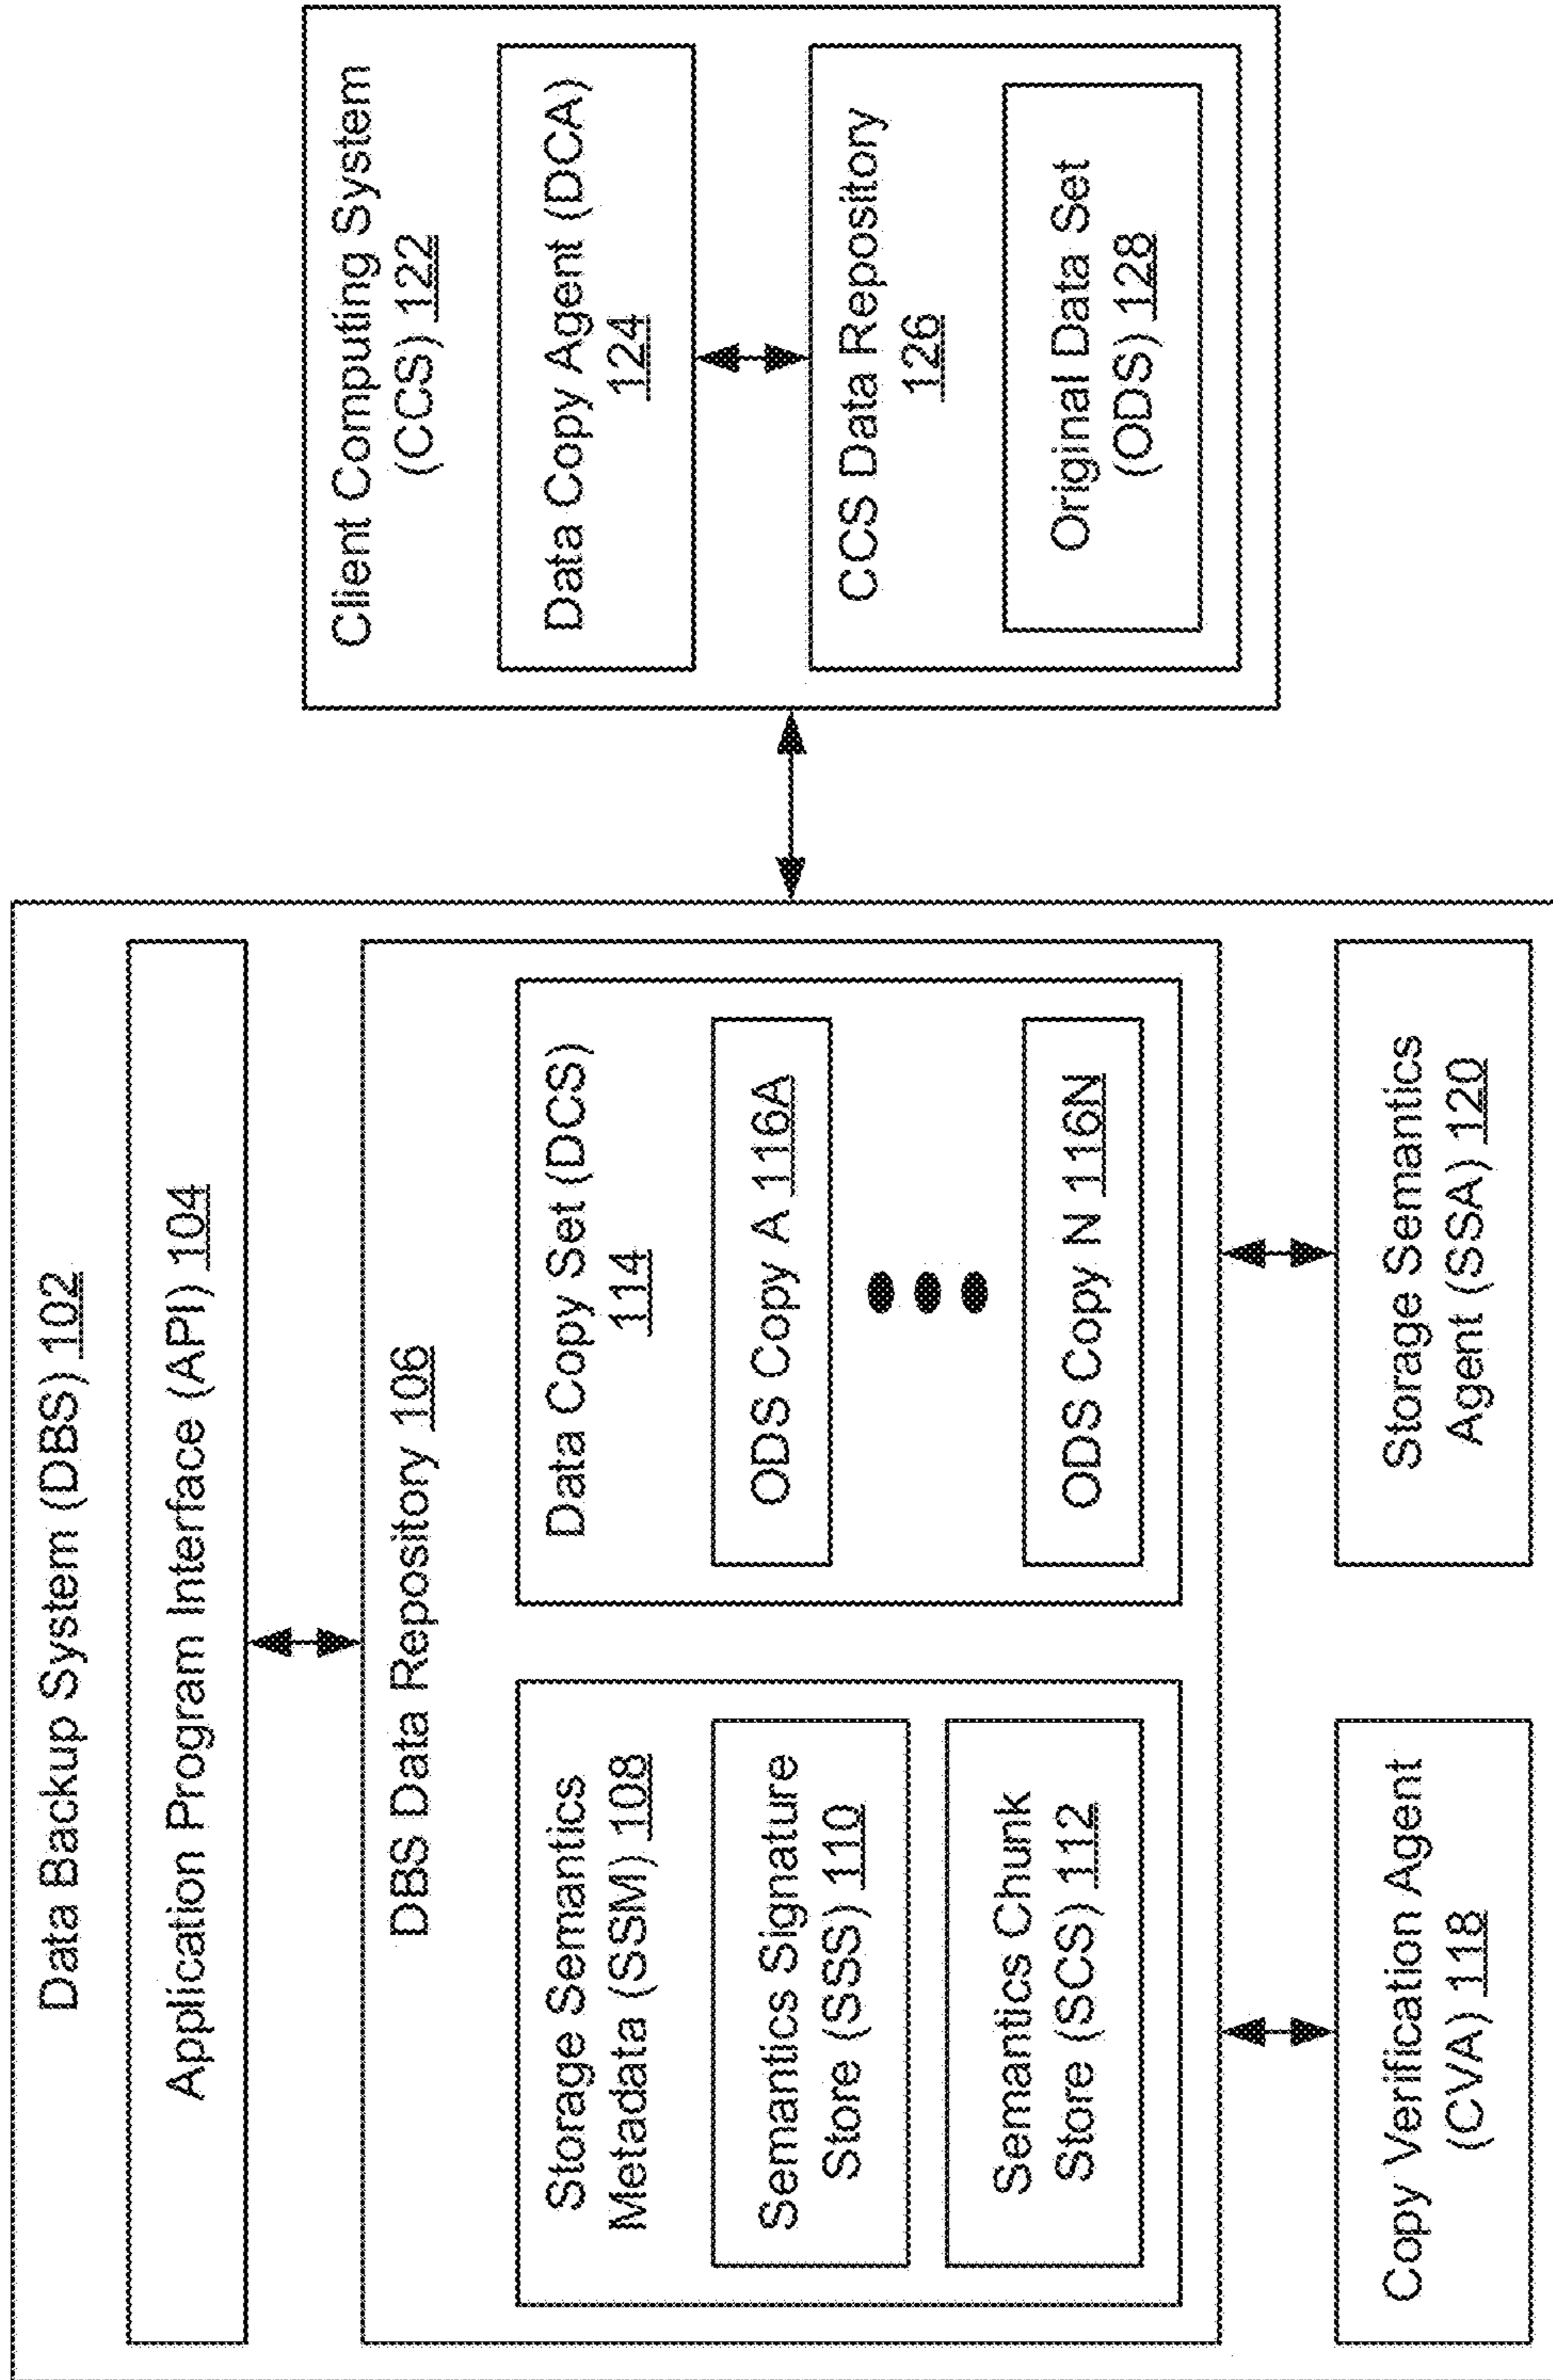 Data Backup System (DBS) 102
Application Program Interface (API) 104
DBS Data Repository 106
Storage Semantics
Metadata (SSM) 108
Semantics Signature
Store (SSS) 110
Semantics Chunk
Store (SCS) 112
Data Copy Set (DCS)
114
ODS Copy A 116A
ODS Copy N 116N
Copy Verification Agent
(CVA) 118
Storage Semantics
Agent (SSA) 120
Client Computing System
(CCS) 122
Data Copy Agent (DCA)
124
CCS Data Repository
126
Original Data Set
(ODS) 128